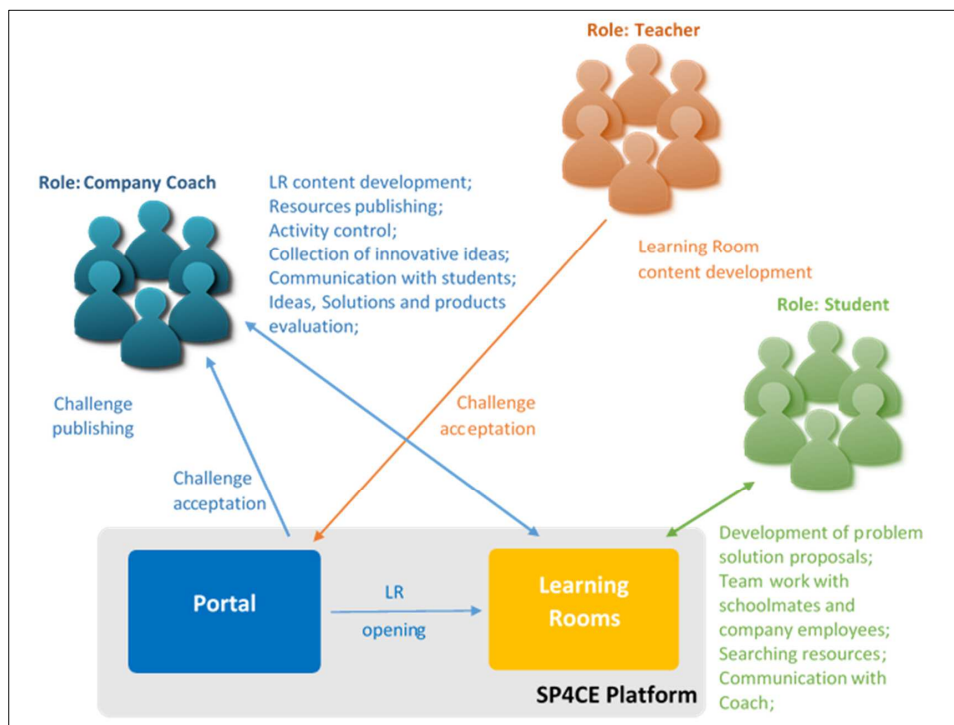 Role: Teacher
Role: Company Coach
LR content development;
Resources publishing;
Activity control;
Collection of innovative ideas;
Communication with students;
Ideas, Solutions and products
evaluation;
Learning Room
content development
Role: Student
Challenge
publishing
Challenge
acceptation
Challenge
acceptation
Portal
LR
opening
Learning
Rooms
SP4CE Platform
Development of problem
solution proposals;
Team work with
schoolmates and
company employees;
Searching resources;
Communication with
Coach;